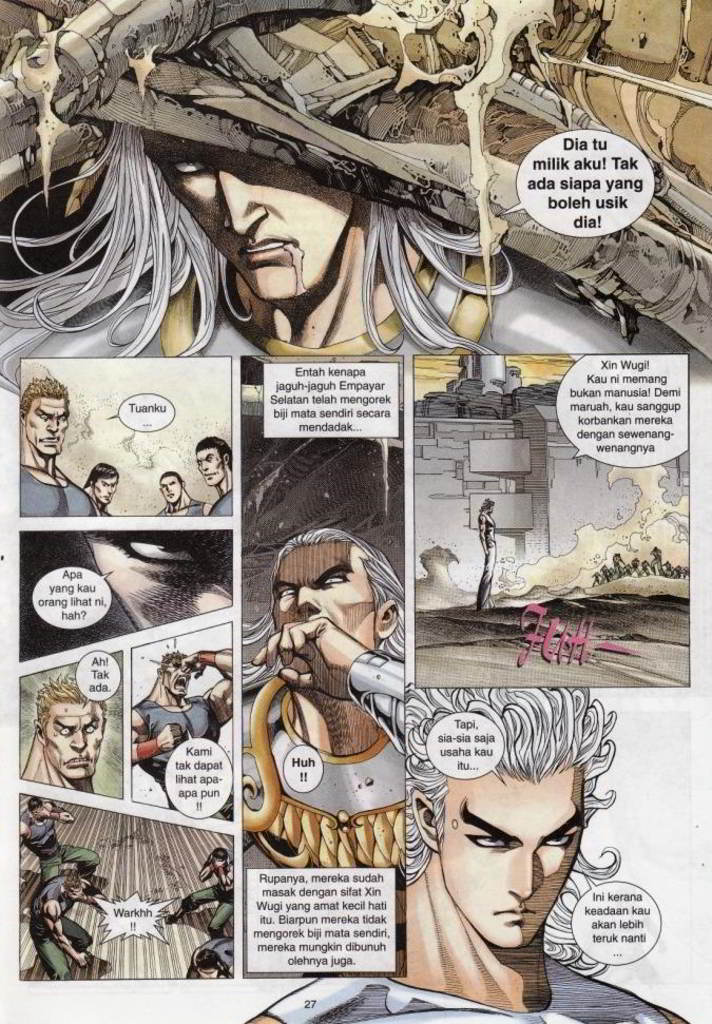 Dia tu
milik aku! Tak
ada siapa yang
boleh usik
dia!
Tuanku
...
Apa
yang kau
orang lihat ni,
hah?
Ah!
Tak
ada.
Kami
tak dapat
lihat apa-
apa pun
!!
Warkhh
!!
Entah kenapa
jaguh-jaguh Empayar
Selatan telah mengorek
biji mata sendiri secara
mendadak...
Huh
!!
Rupanya, mereka sudah
masak dengan sifat Xin
Wugi yang amat kecil hati
itu. Biarpun mereka tidak
mengorek biji mata sendiri,
mereka mungkin dibunuh
olehnya juga.
Xin Wugi!
Kau ni memang
bukan manusia! Demi
maruah, kau sanggup
korbankan mereka
dengan sewenang-
wenangnya
Tapi,
sia-sia saja
usaha kau
itu...
Ini kerana
keadaan kau
akan lebih
teruk nanti
...
27